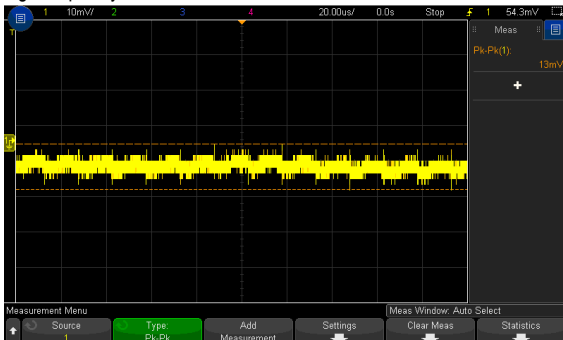 1 10mV/ 2 3 4 20.00us/ 0.0s Stop 1 54.3mV
T
Meas
Pk-Pk(1):
13mV
+
1
Measurement Menu
Meas Window: Auto Select
Source
1
Type:
Pk-Pk
Add
Measurement
Settings
Clear Meas
Statistics